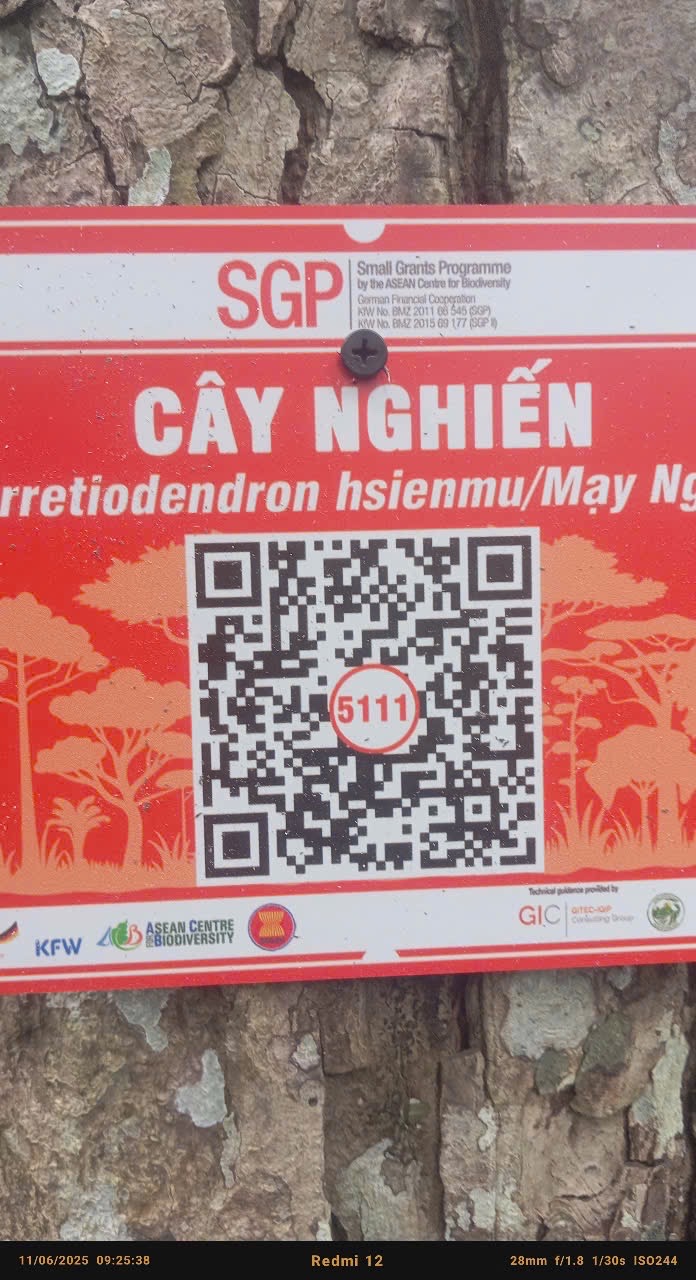 SGP
Small Grants Programme
by the ASEAN Centre for Biodiversity
German Financial Cooperation
KfW No. BMZ 2011 66 545 (SGP)
KfW No. BMZ 2015 69 177 (SGP II)
CÂY NGHIẾN
rretiodendron hsienmu/Mạy Ng
5111
Technical guidance provided by
KFW
ASEAN CENTRE
FOR BIODIVERSITY
GIC
GITEC-IGIP
Consulting Group
11/06/2025 09:25:38
Redmi 12
28mm f/1.8 1/30s ISO244